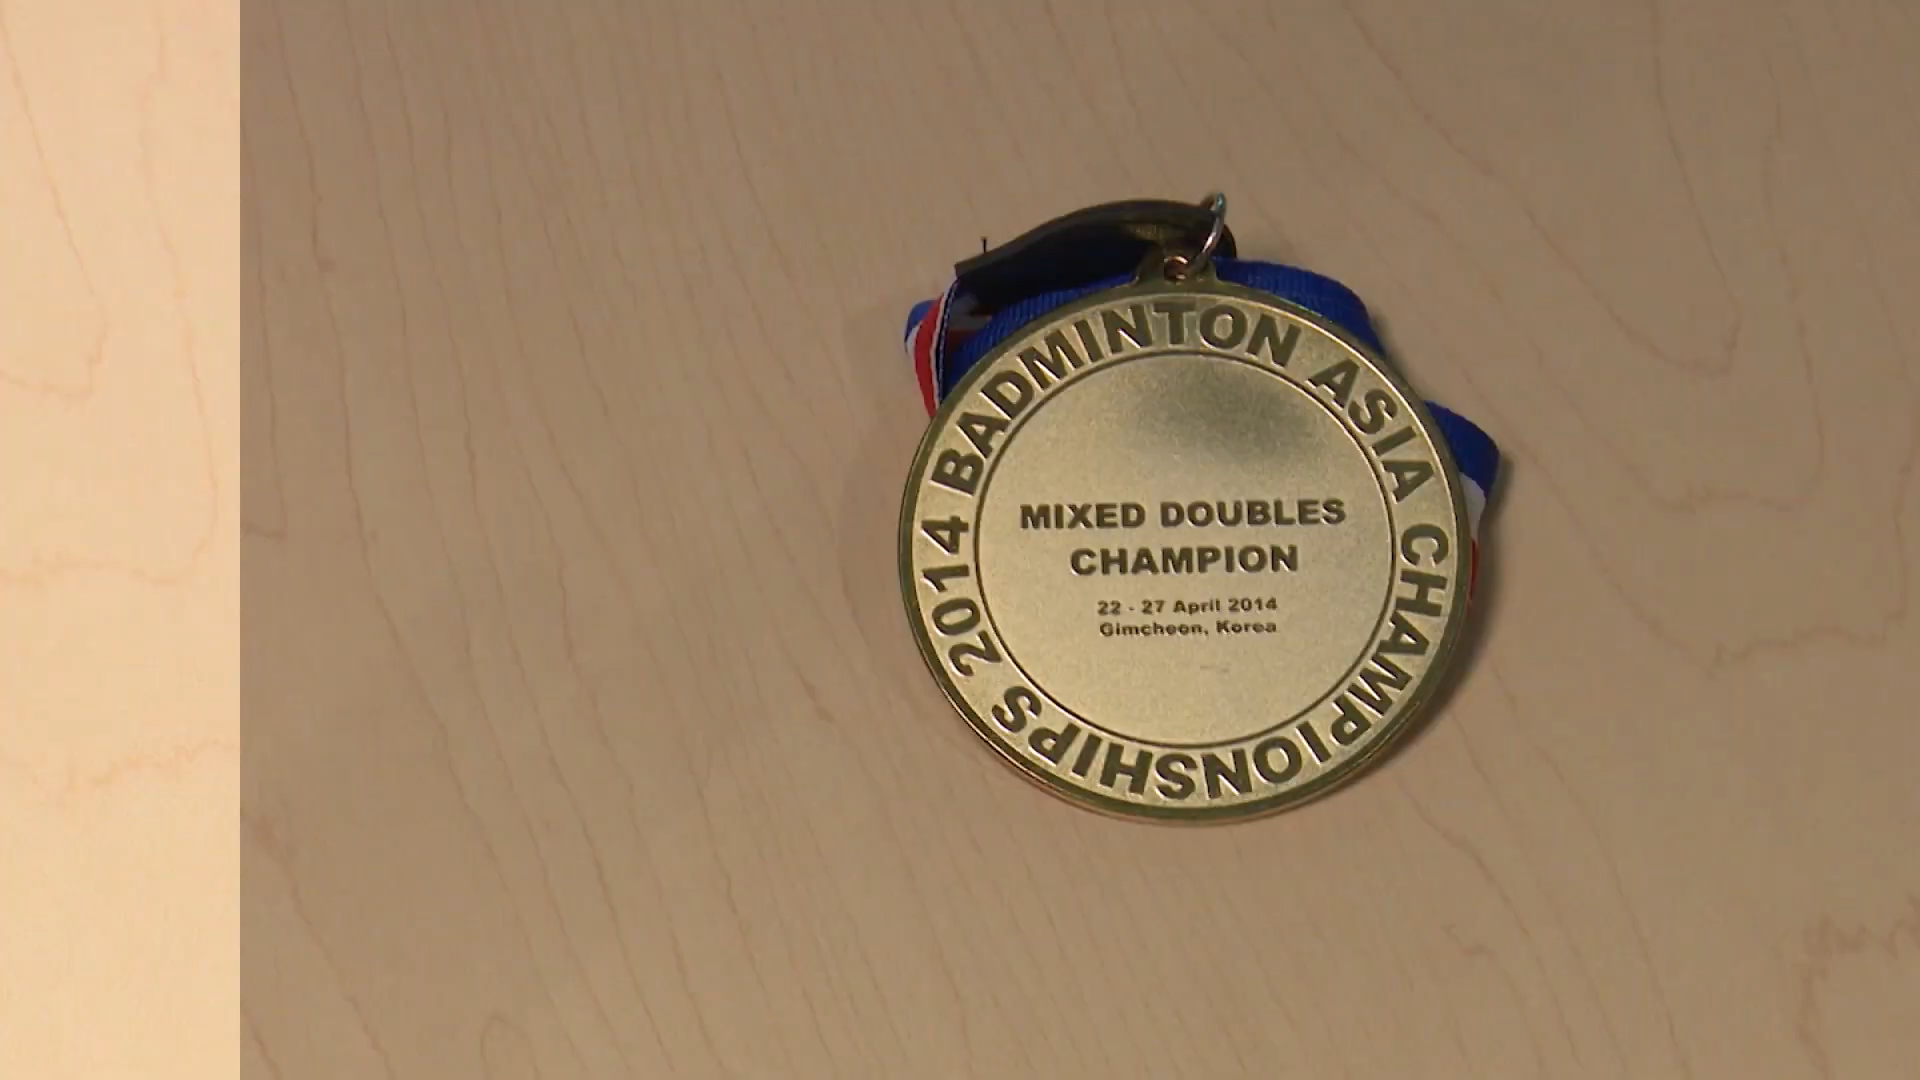 2014 BADMINTON ASIA CHAMPIONSHIPS
MIXED DOUBLES
CHAMPION
22 - 27 April 2014
Gimcheon, Korea